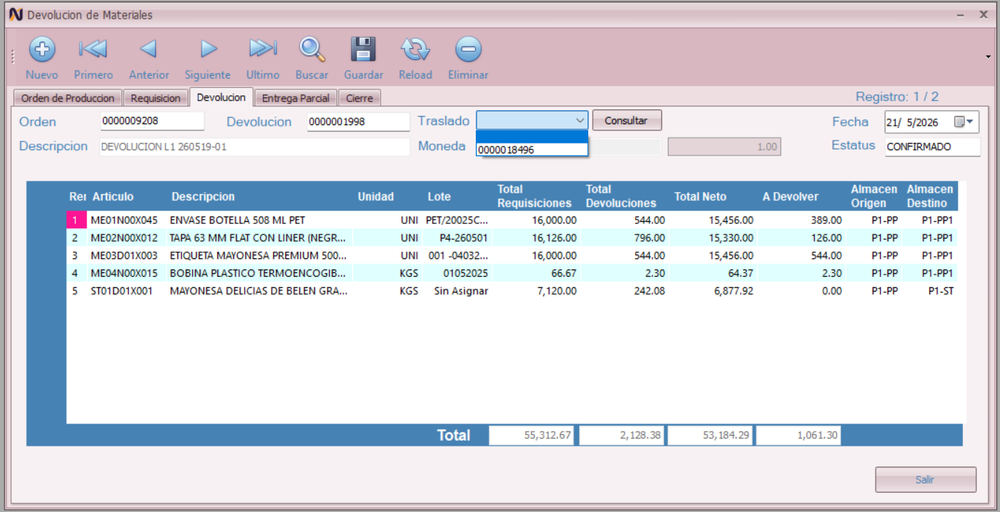 Devolucion de Materiales
Nuevo Primero Anterior Siguiente Ultimo Buscar Guardar Reload Eliminar
Orden de Produccion Requisicion Devolucion Entrega Parcial Cierre Registro: 1 / 2
Orden 0000009208 Devolucion 0000001998 Traslado Consultar Fecha 21/ 5/2026
Descripcion DEVOLUCION L1 260519-01 Moneda 0000018496 1.00 Estatus CONFIRMADO
Rer Articulo Descripcion Unidad Lote Total Requisiciones Total Devoluciones Total Neto A Devolver Almacen Origen Almacen Destino
1 ME01N00X045 ENVASE BOTELLA 508 ML PET UNI PET/20025C... 16,000.00 544.00 15,456.00 389.00 P1-PP P1-PP1
2 ME02N00X012 TAPA 63 MM FLAT CON LINER (NEGR... UNI P4-260501 16,126.00 796.00 15,330.00 126.00 P1-PP P1-PP1
3 ME03D01X003 ETIQUETA MAYONESA PREMIUM 500... UNI 001 -04032... 16,000.00 544.00 15,456.00 544.00 P1-PP P1-PP1
4 ME04N00X015 BOBINA PLASTICO TERMOENCOGIB... KGS 01052025 66.67 2.30 64.37 2.30 P1-PP P1-PP1
5 ST01D01X001 MAYONESA DELICIAS DE BELEN GRA... KGS Sin Asignar 7,120.00 242.08 6,877.92 0.00 P1-PP P1-ST
Total 55,312.67 2,128.38 53,184.29 1,061.30
Salir